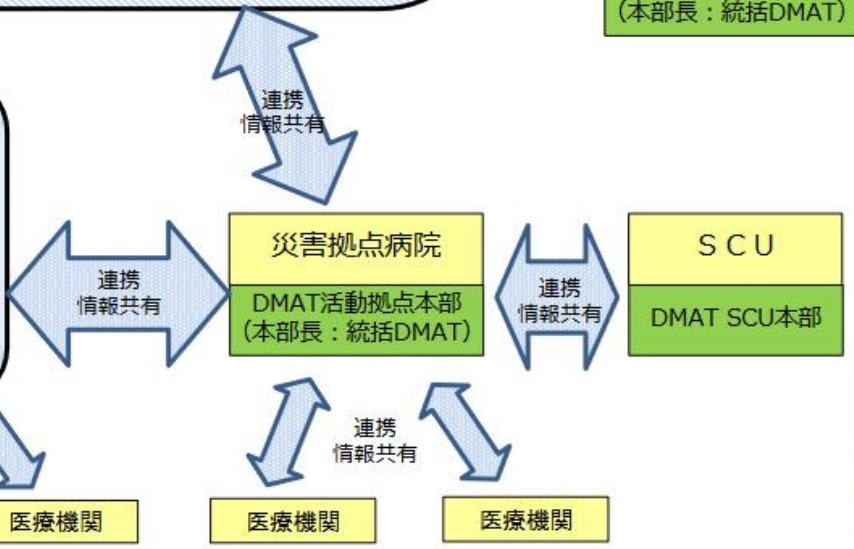 （本部長：統括DMAT）
連携
情報共有
災害拠点病院
ＳＣＵ
連携
情報共有
連携
情報共有
DMAT活動拠点本部
（本部長：統括DMAT）
DMAT SCU本部
連携
情報共有
医療機関
医療機関
医療機関